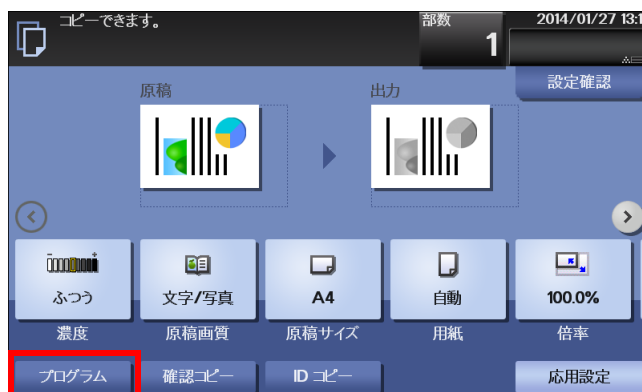 コピーできます。
部数
1
2014/01/27 13:1
設定確認
原稿
出力
ふつう
文字/写真
A4
自動
100.0%
濃度
原稿画質
原稿サイズ
用紙
倍率
プログラム
確認コピー
ID コピー
応用設定